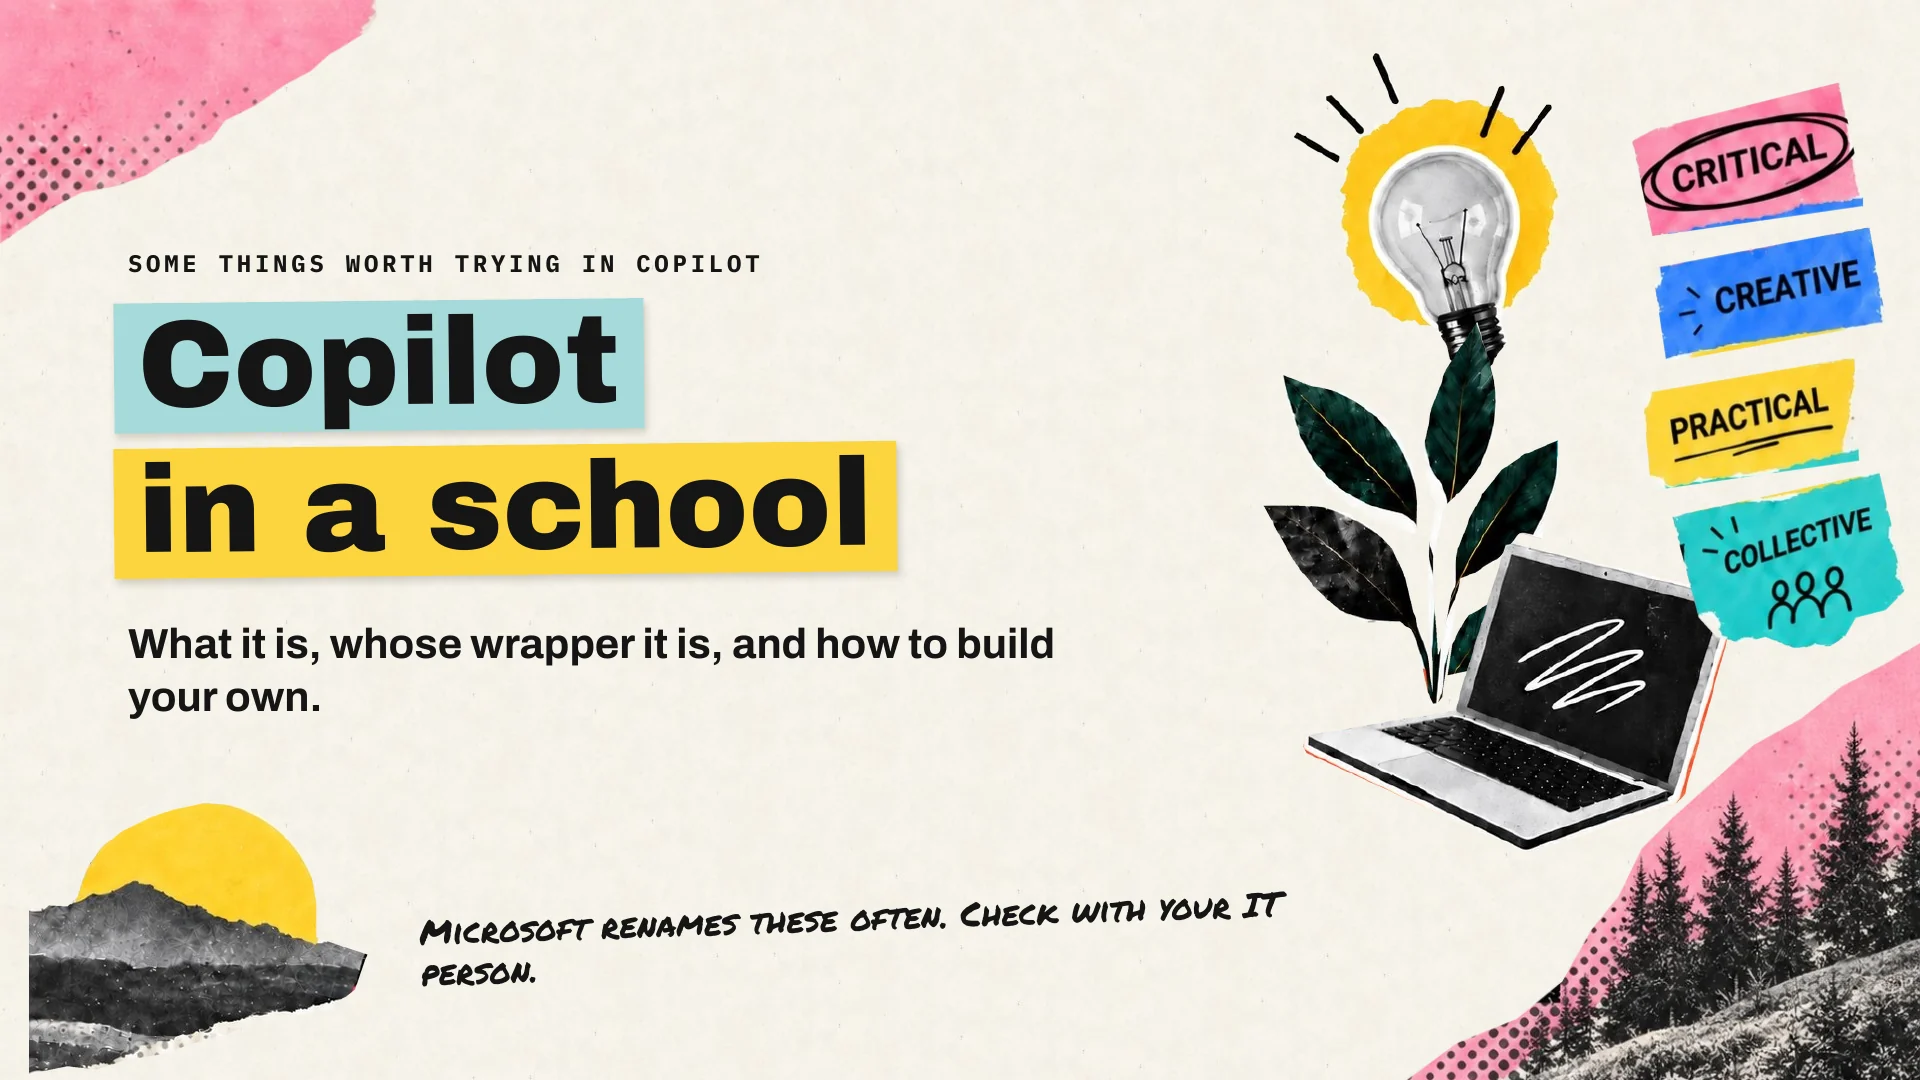 SOME THINGS WORTH TRYING IN COPILOT
Copilot
in a school
What it is, whose wrapper it is, and how to build
your own.
Microsoft renames these often. Check with your IT
person.
CRITICAL
CREATIVE
PRACTICAL
COLLECTIVE